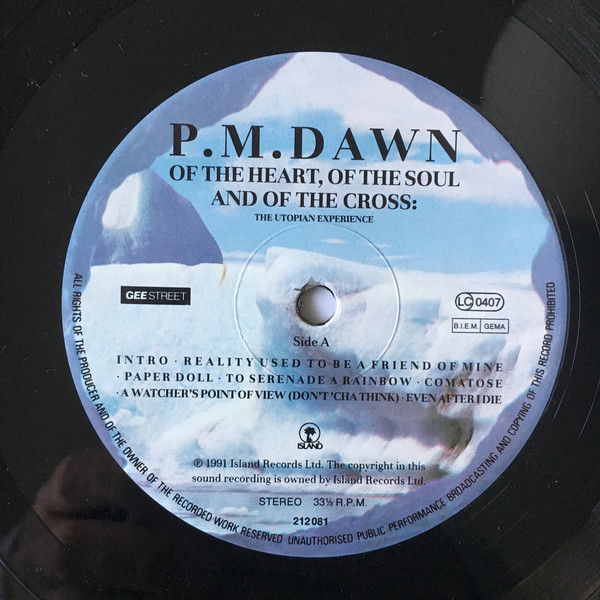 P.M.DAWN
OF THE HEART, OF THE SOUL
AND OF THE CROSS:
THE UTOPIAN EXPERIENCE
GEE STREET
LC 0407
B.I.E.M. GEMA
Side A
INTRO · REALITY USED TO BE A FRIEND OF MINE
· PAPER DOLL · TO SERENADE A RAINBOW · COMATOSE
· A WATCHER'S POINT OF VIEW (DON'T 'CHA THINK) · EVEN AFTER I DIE
ISLAND
℗ 1991 Island Records Ltd. The copyright in this
sound recording is owned by Island Records Ltd.
STEREO 33⅓ R.P.M.
212 081
ALL RIGHTS OF THE PRODUCER AND OF THE OWNER OF THE RECORDED WORK RESERVED UNAUTHORISED PUBLIC PERFORMANCE BROADCASTING AND COPYING OF THIS RECORD PROHIBITED